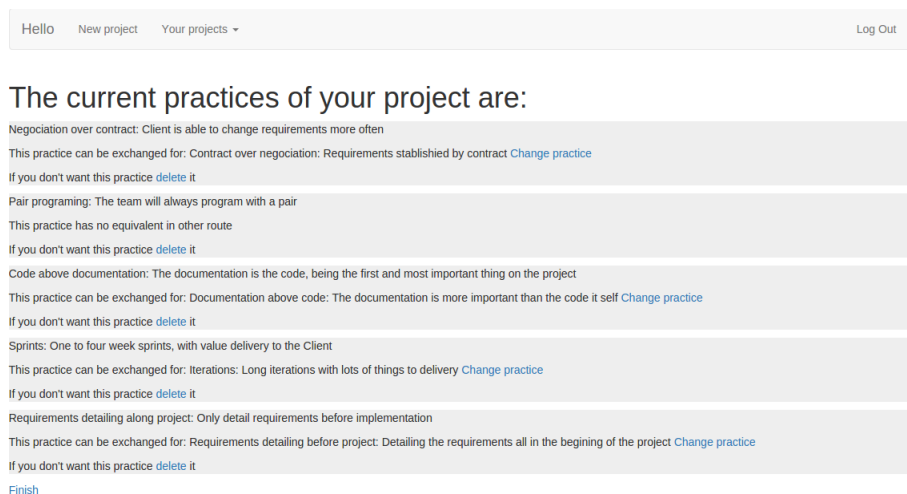 Hello New project Your projects Log Out
The current practices of your project are:
Negociation over contract: Client is able to change requirements more often
This practice can be exchanged for: Contract over negociation: Requirements stablishied by contract Change practice
If you don't want this practice delete it
Pair programing: The team will always program with a pair
This practice has no equivalent in other route
If you don't want this practice delete it
Code above documentation: The documentation is the code, being the first and most important thing on the project
This practice can be exchanged for: Documentation above code: The documentation is more important than the code it self Change practice
If you don't want this practice delete it
Sprints: One to four week sprints, with value delivery to the Client
This practice can be exchanged for: Iterations: Long iterations with lots of things to delivery Change practice
If you don't want this practice delete it
Requirements detailing along project: Only detail requirements before implementation
This practice can be exchanged for: Requirements detailing before project: Detailing the requirements all in the begining of the project Change practice
If you don't want this practice delete it
Finish